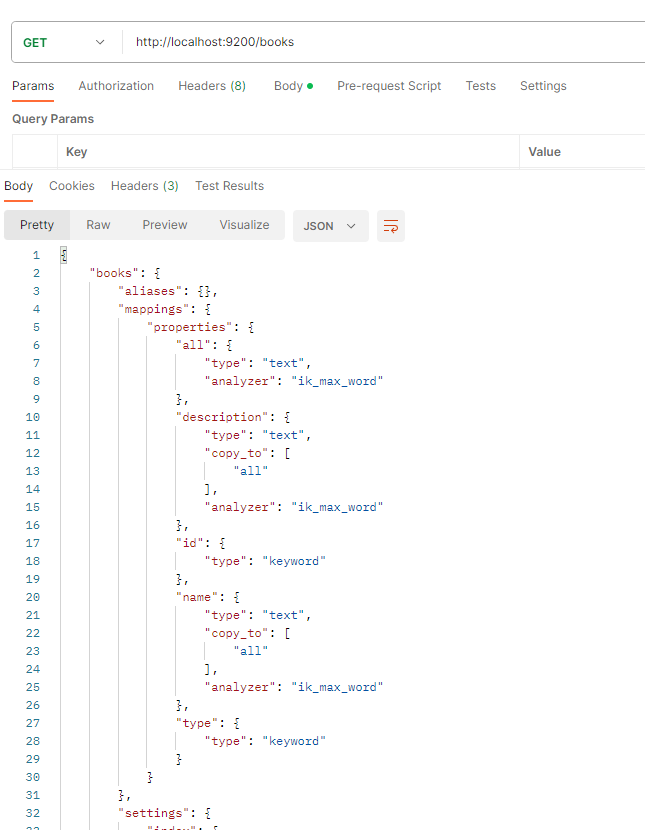 GET http://localhost:9200/books
Params Authorization Headers (8) Body Pre-request Script Tests Settings
Query Params
Key Value
Body Cookies Headers (3) Test Results
Pretty Raw Preview Visualize JSON
1 {
2 "books": {
3 "aliases": {},
4 "mappings": {
5 "properties": {
6 "all": {
7 "type": "text",
8 "analyzer": "ik_max_word"
9 },
10 "description": {
11 "type": "text",
12 "copy_to": [
13 "all"
14 ],
15 "analyzer": "ik_max_word"
16 },
17 "id": {
18 "type": "keyword"
19 },
20 "name": {
21 "type": "text",
22 "copy_to": [
23 "all"
24 ],
25 "analyzer": "ik_max_word"
26 },
27 "type": {
28 "type": "keyword"
29 }
30 }
31 },
32 "settings": {